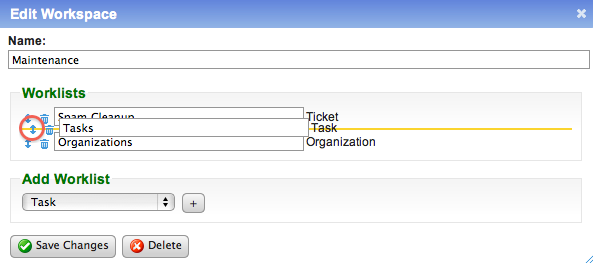 Edit Workspace
Name:
Maintenance
Worklists
Spam Cleanup Ticket
Tasks Task
Organizations Organization
Add Worklist
Task +
Save Changes Delete